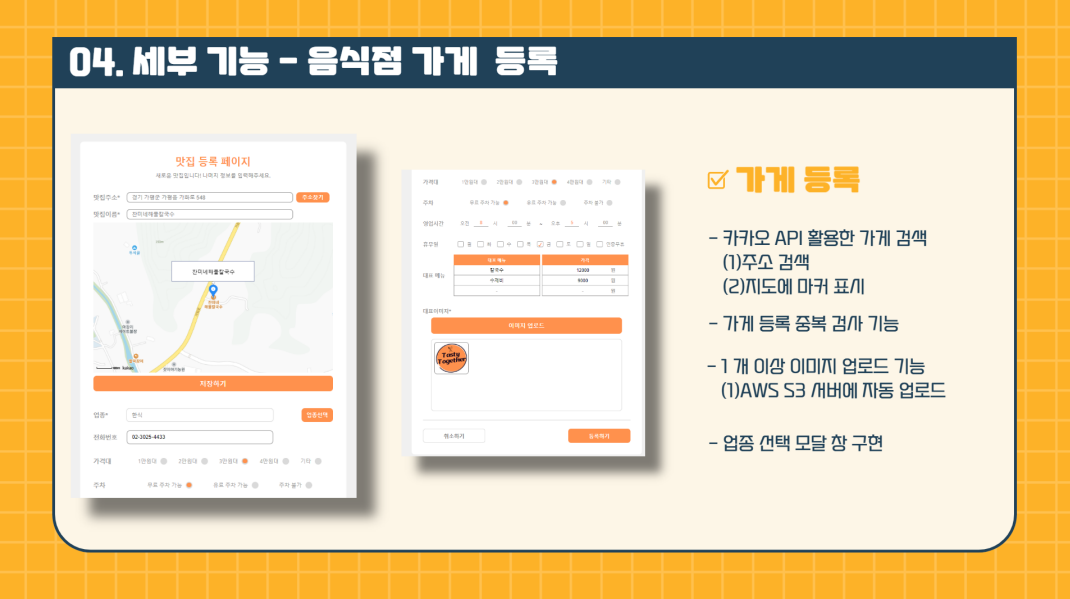 04. 세부 기능 - 음식점 가게 등록
맛집 등록 페이지
새로운 맛집입니다! 나머지 정보를 입력해주세요.
맛집주소*
경기 가평군 가평읍 가화로 548
주소찾기
맛집이름*
잔미네해물칼국수
잔미네해물칼국수
kakao
저장하기
업종*
한식
업종선택
전화번호
02-3025-4433
가격대
1만원대
2만원대
3만원대
4만원대
기타
주차
무료 주차 가능
유료 주차 가능
주차 불가
가격대
1만원대
2만원대
3만원대
4만원대
기타
주차
무료 주차 가능
유료 주차 가능
주차 불가
영업시간
오전
시
00
분
오후
시
00
분
휴무일
월
화
수
목
금
토
일
연중무휴
대표 메뉴
대표 메뉴
가격
칼국수
12000
원
수제비
9000
원
원
대표이미지*
이미지 업로드
Tasty
Together
취소하기
등록하기
가게 등록
- 카카오 API 활용한 가게 검색
(1)주소 검색
(2)지도에 마커 표시
- 가게 등록 중복 검사 기능
- 1 개 이상 이미지 업로드 기능
(1)AWS S3 서버에 자동 업로드
- 업종 선택 모달 창 구현